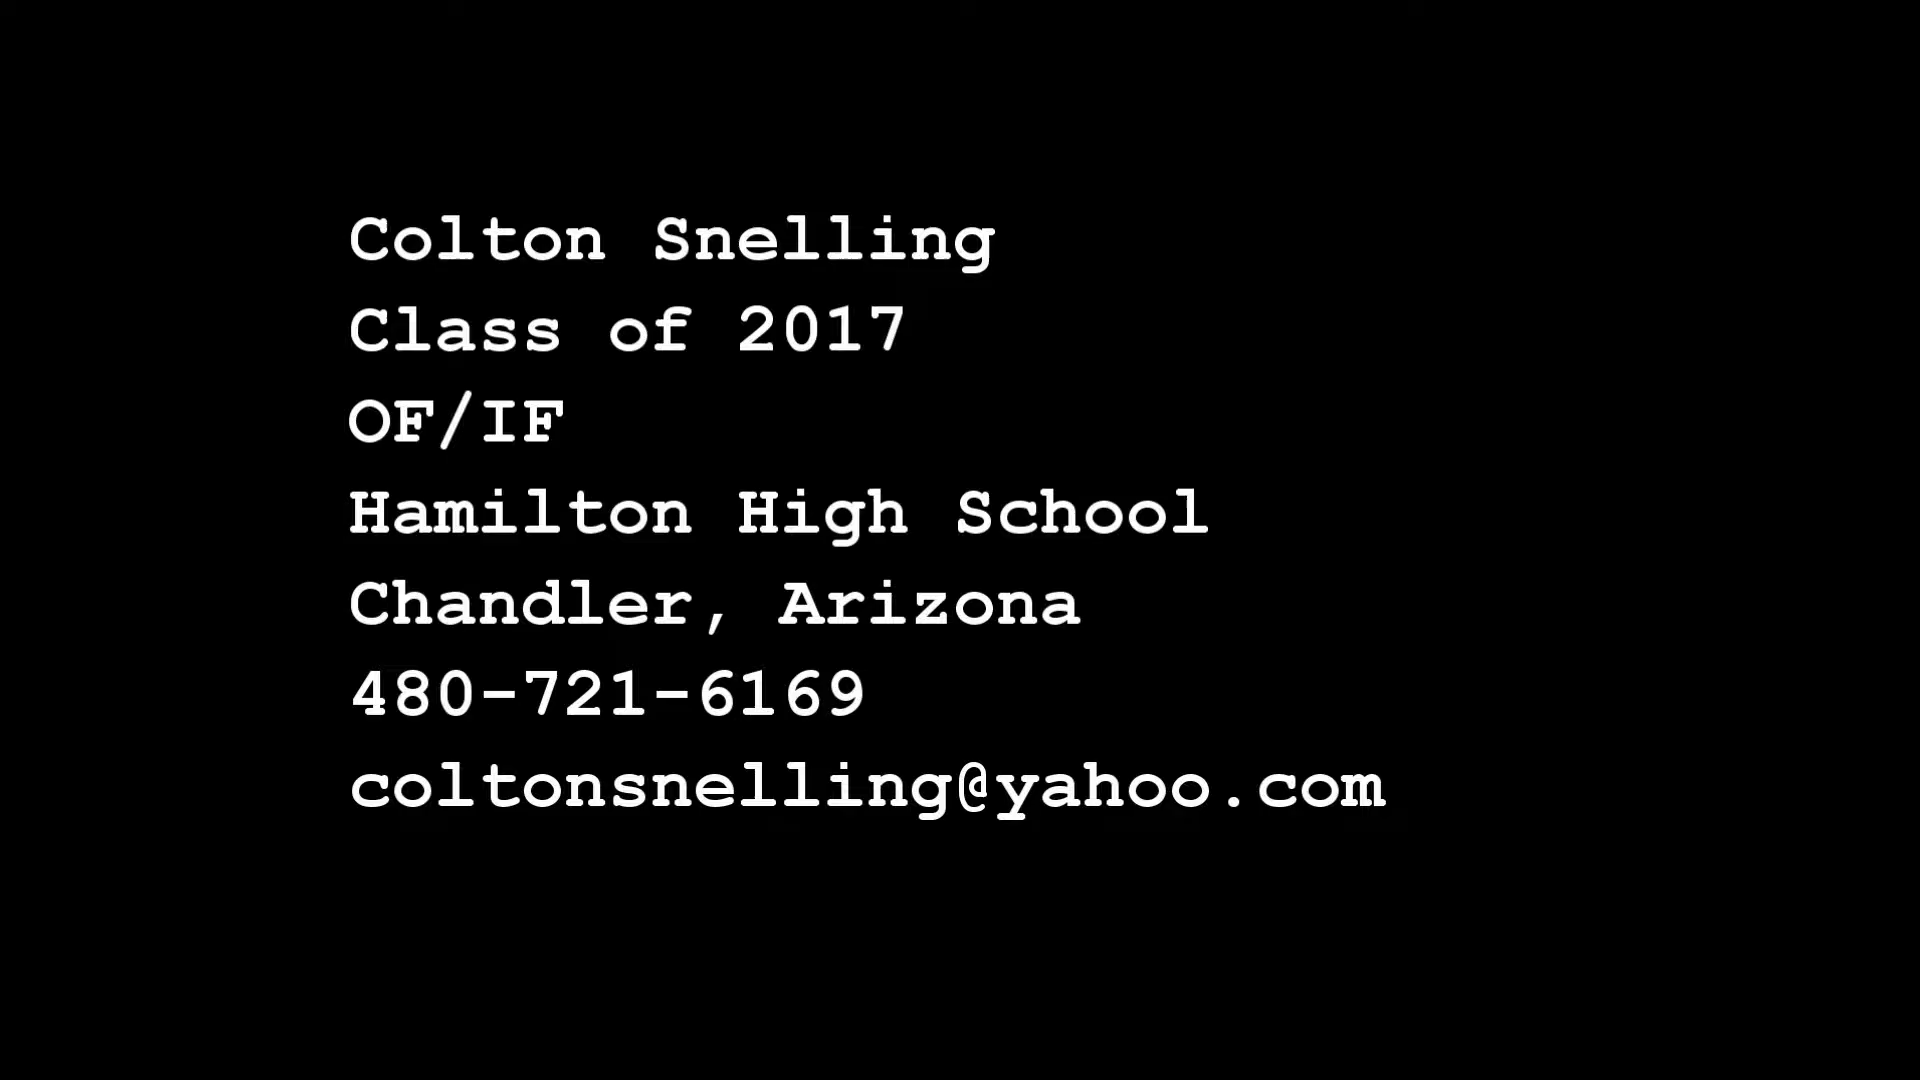 Colton Snelling
Class of 2017
OF/IF
Hamilton High School
Chandler, Arizona
480-721-6169
coltonsnelling@yahoo.com